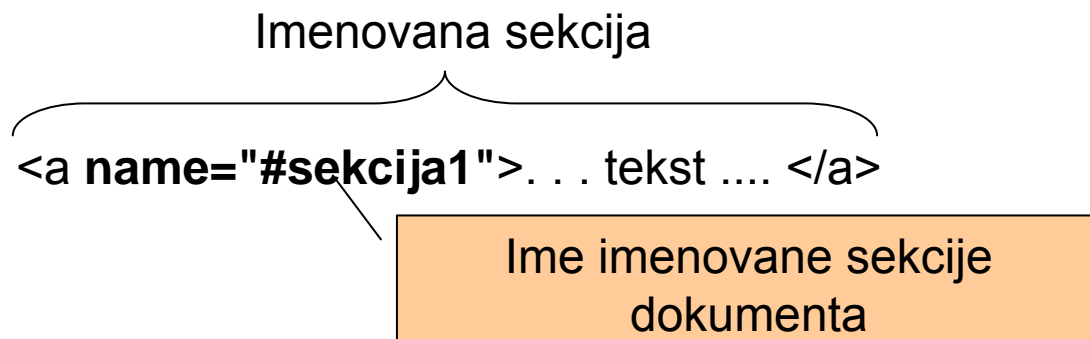 Imenovana sekcija
<a name="#sekcija1">. . . tekst .... </a>
Ime imenovane sekcije
dokumenta